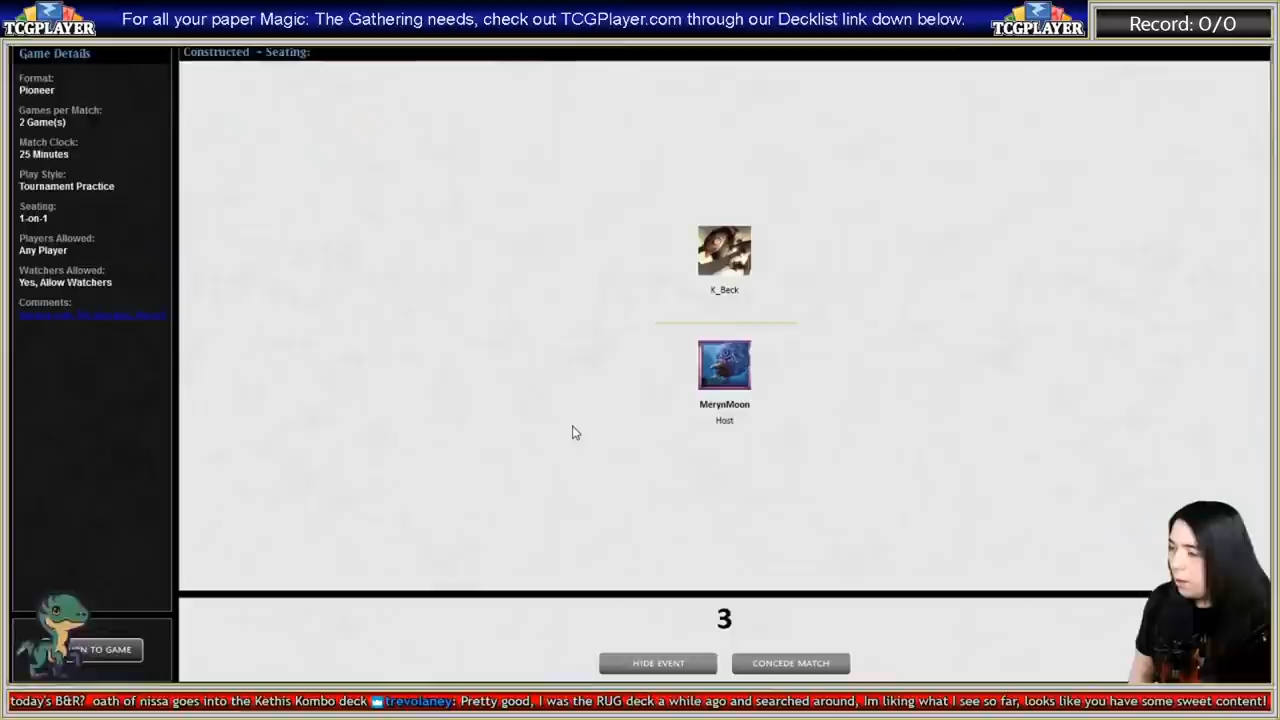 For all your paper Magic: The Gathering needs, check out TCGPlayer.com through our Decklist link down below.
TCGPLAYER
TCGPLAYER
Record: 0/0
Game Details
Constructed - Seating:
Format:
Pioneer
Games per Match:
2 Game(s)
Match Clock:
25 Minutes
Play Style:
Tournament Practice
Seating:
1-on-1
Players Allowed:
Any Player
Watchers Allowed:
Yes, Allow Watchers
Comments:
K_Beck
MerynMoon
Host
3
TO GAME
HIDE EVENT
CONCEDE MATCH
today's B&R? oath of nissa goes into the Kethis Kombo deck trevolaney: Pretty good, I was the RUG deck a while ago and searched around, Im liking what I see so far, looks like you have some sweet content!